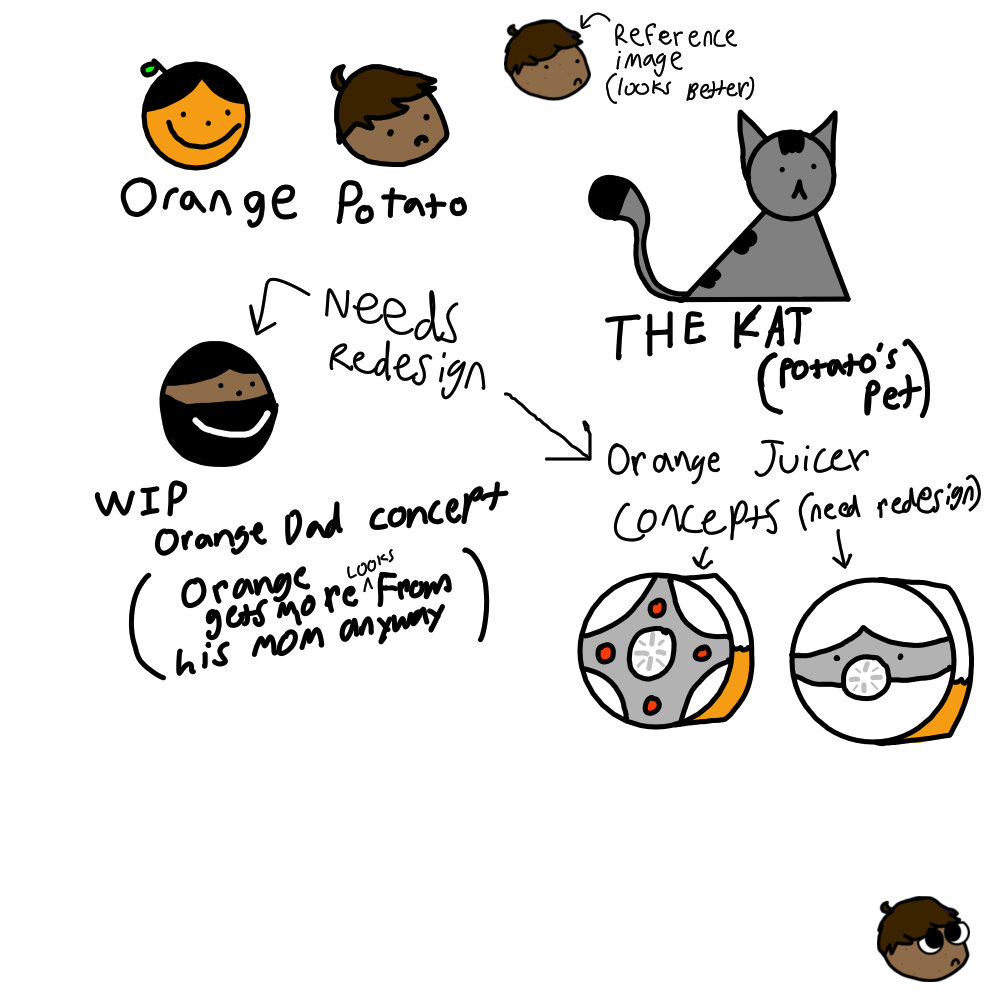 Reference
image
(looks Better)
Orange
Potato
THE KAT
(Potato's
Pet)
Needs
Redesign
WIP
Orange Dad concept
(Orange
gets more looks From
his mom anyway)
Orange Juicer
Concepts (need redesign)